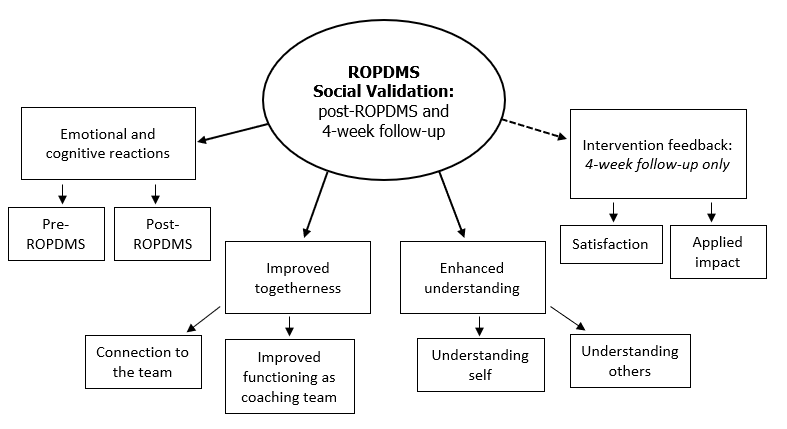 ROPDMS
Social Validation:
post-ROPDMS and
4-week follow-up
Emotional and
cognitive reactions
Intervention feedback:
4-week follow-up only
Pre-
ROPDMS
Post-
ROPDMS
Satisfaction
Applied
impact
Improved
togetherness
Enhanced
understanding
Connection to
the team
Improved
functioning as
coaching team
Understanding
self
Understanding
others